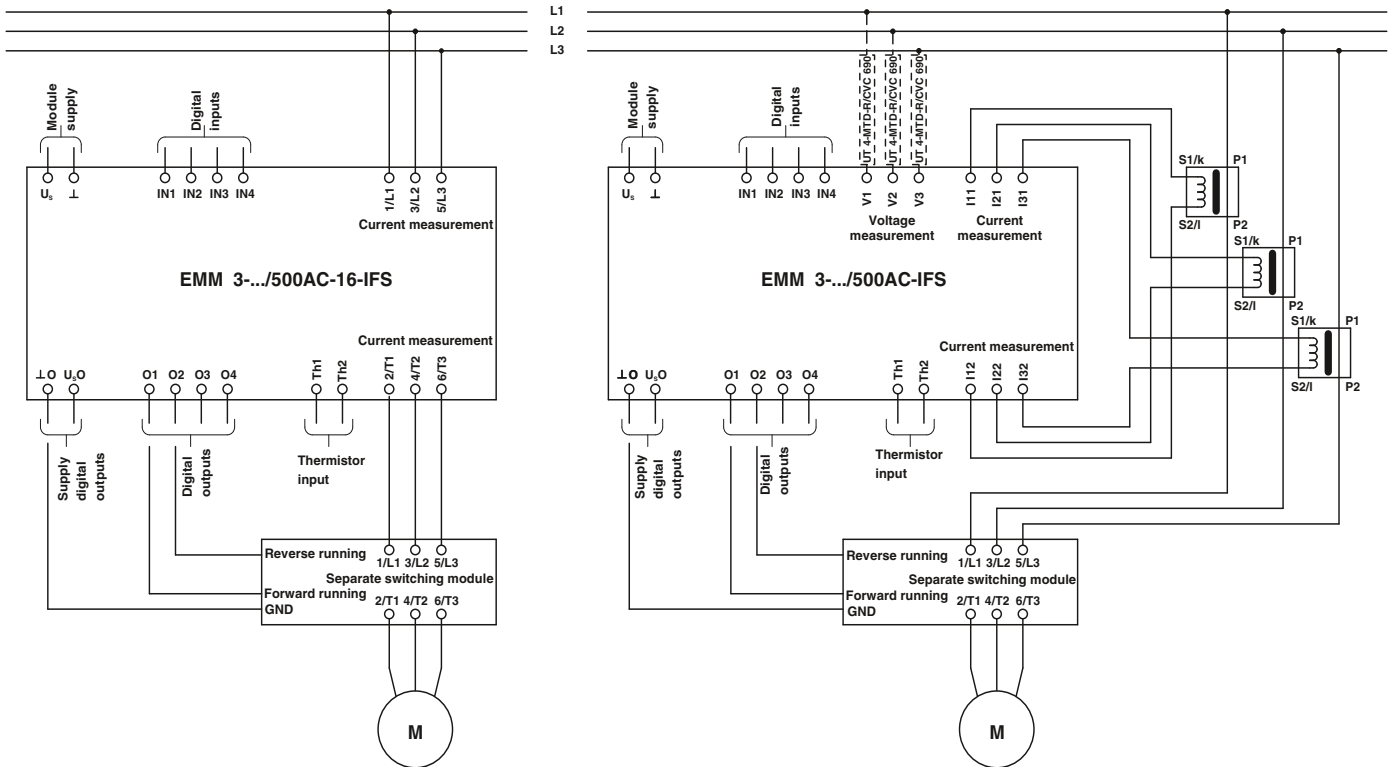 L1
L2
L3
Module supply
Digital inputs
Us
⊥
IN1
IN2
IN3
IN4
1/L1
3/L2
5/L3
Current measurement
EMM 3-.../500AC-16-IFS
Current measurement
⊥O
UsO
O1
O2
O3
O4
Th1
Th2
2/T1
4/T2
6/T3
Supply digital outputs
Digital outputs
Thermistor
input
Reverse running
1/L1
3/L2
5/L3
Separate switching module
Forward running
GND
2/T1
4/T2
6/T3
M
Module supply
Digital inputs
UT 4-MTD-R/CVC 690
UT 4-MTD-R/CVC 690
UT 4-MTD-R/CVC 690
Us
⊥
IN1
IN2
IN3
IN4
V1
V2
V3
I11
I21
I31
Voltage
measurement
Current
measurement
EMM 3-.../500AC-IFS
S1/k
P1
S2/l
P2
S1/k
P1
S2/l
P2
S1/k
P1
S2/l
P2
Current measurement
⊥O
UsO
O1
O2
O3
O4
Th1
Th2
I12
I22
I32
Supply digital outputs
Digital outputs
Thermistor
input
Reverse running
1/L1
3/L2
5/L3
Separate switching module
Forward running
GND
2/T1
4/T2
6/T3
M